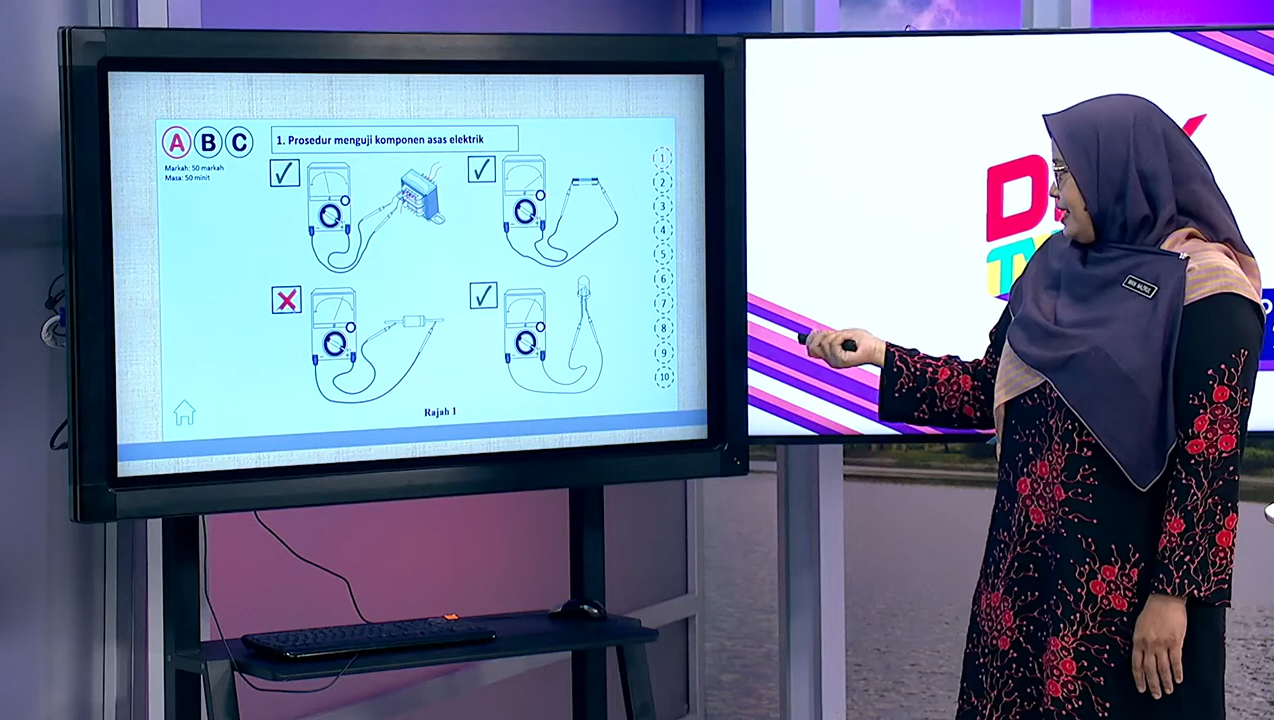 A B C
1. Prosedur menguji komponen asas elektrik
Markah: 50 markah
Masa: 50 minit
1
2
3
4
5
6
7
8
9
10
Rajah 1